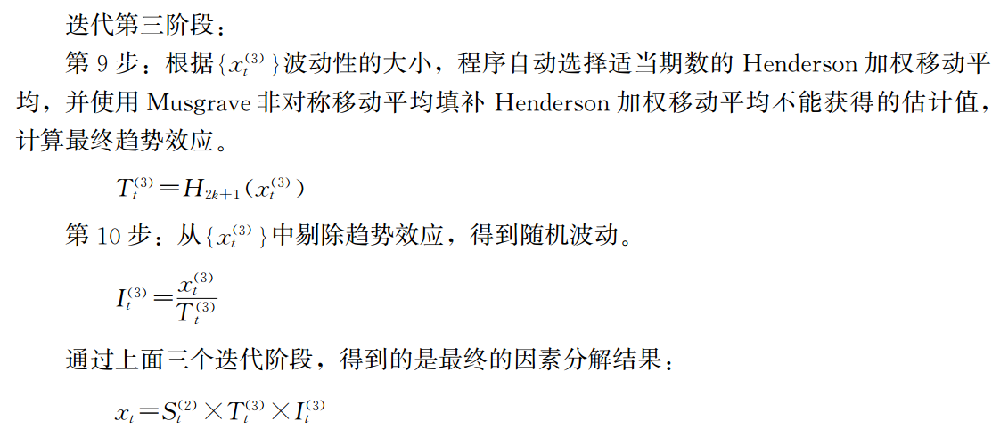 迭代第三阶段：
第 9 步：根据{$x_t^{(3)}$}波动性的大小，程序自动选择适当期数的 Henderson 加权移动平
均，并使用 Musgrave 非对称移动平均填补 Henderson 加权移动平均不能获得的估计值，
计算最终趋势效应。
$T_t^{(3)}=H_{2k+1}(x_t^{(3)})$
第 10 步：从{$x_t^{(3)}$}中剔除趋势效应，得到随机波动。
$I_t^{(3)}=\frac{x_t^{(3)}}{T_t^{(3)}}$
通过上面三个迭代阶段，得到的是最终的因素分解结果：
$x_t=S_t^{(2)}\times T_t^{(3)}\times I_t^{(3)}$